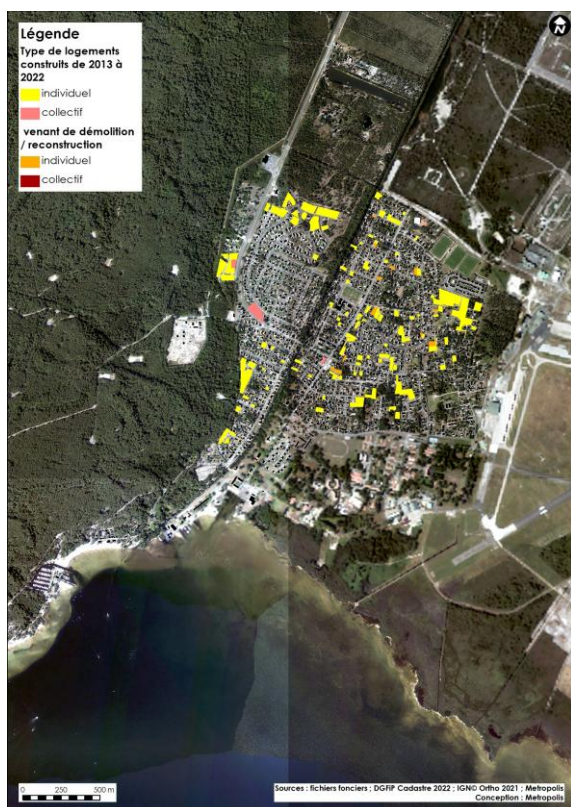 Légende
Type de logements
construits de 2013 à
2022
individuel
collectif
venant de démolition
/ reconstruction
individuel
collectif
N
0 250 500 m
Sources : fichiers fonciers ; DGFiP Cadastre 2022 ; IGN© Ortho 2021 ; Metropolis
Conception : Metropolis